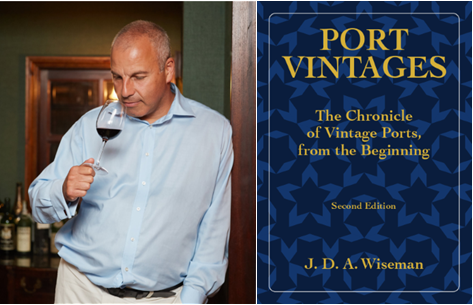 PORT
VINTAGES
The Chronicle
of Vintage Ports,
from the Beginning
Second Edition
J. D. A. Wiseman